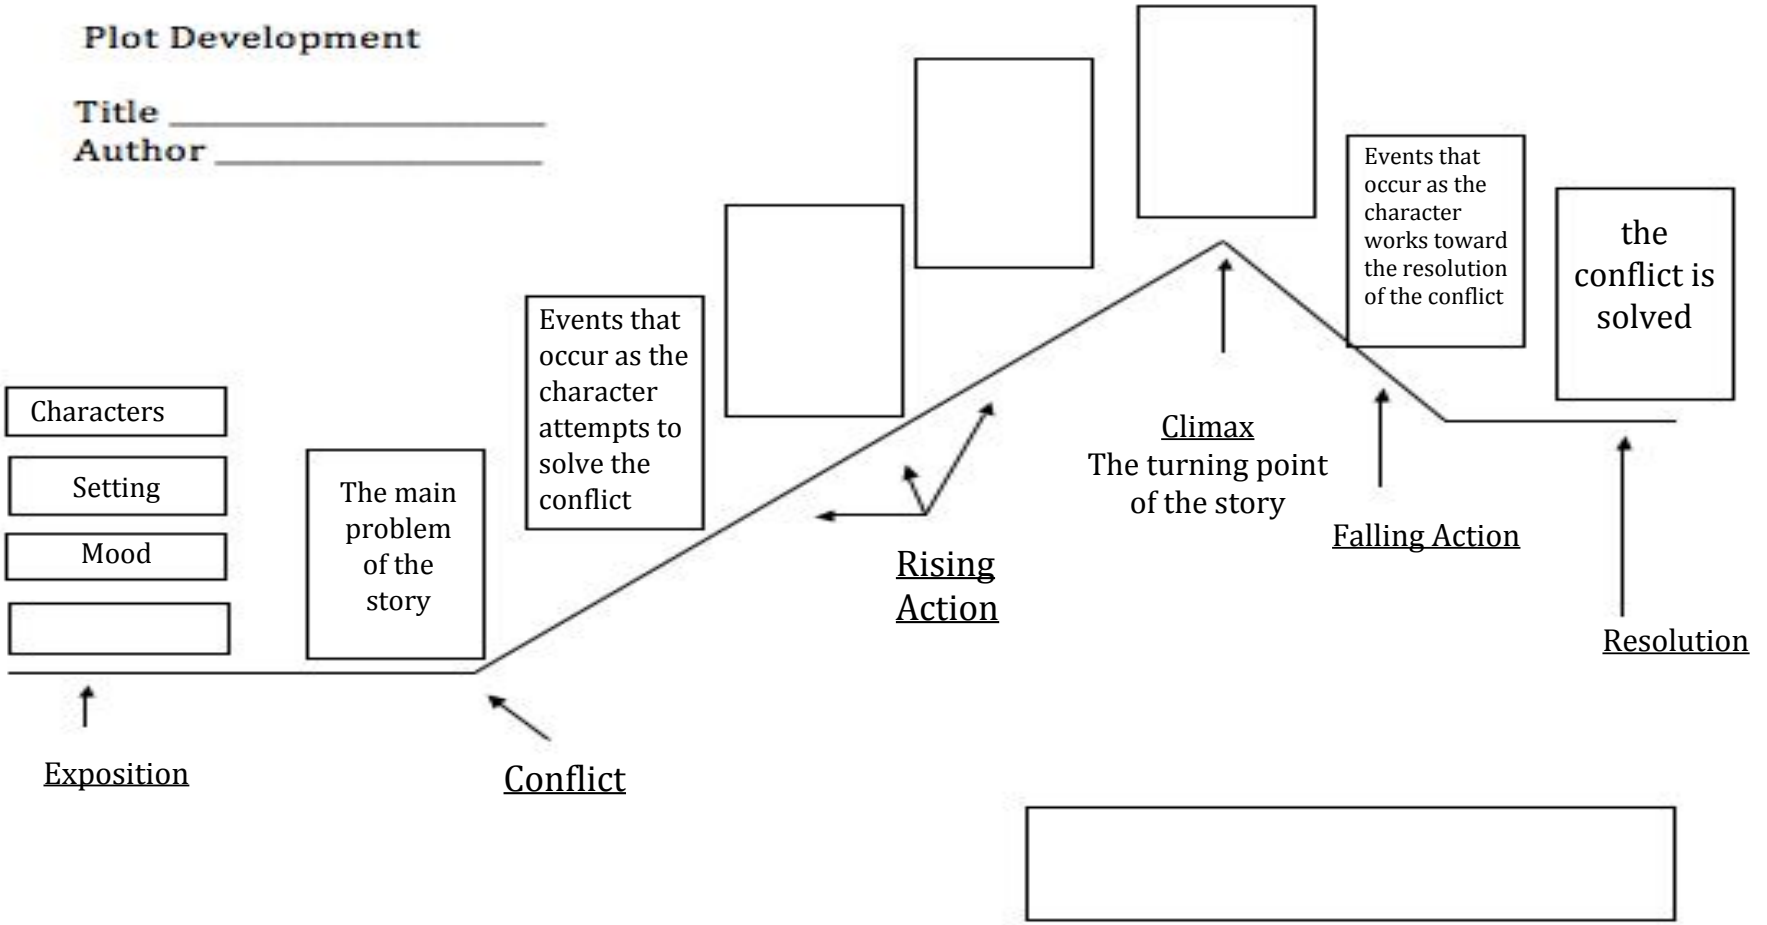 Plot Development
Title
Author
Characters
Setting
Mood
Exposition
The main
problem
of the
story
Conflict
Events that
occur as the
character
attempts to
solve the
conflict
Rising
Action
Climax
The turning point
of the story
Events that
occur as the
character
works toward
the resolution
of the conflict
Falling Action
the
conflict is
solved
Resolution